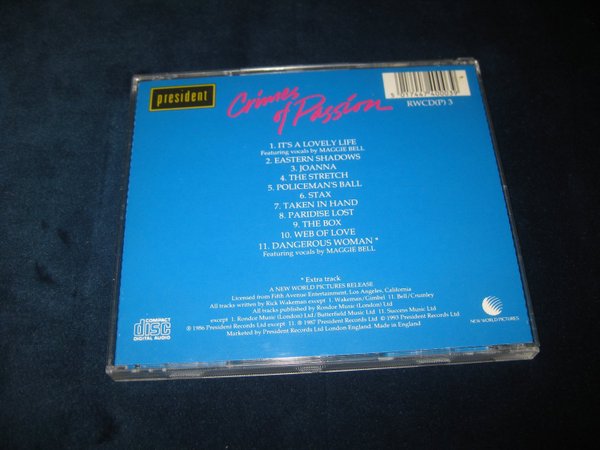 president
Crimes of Passion
RWCD(P) 3
1. IT'S A LOVELY LIFE
Featuring vocals by MAGGIE BELL
2. EASTERN SHADOWS
3. JOANNA
4. THE STRETCH
5. POLICEMAN'S BALL
6. STAX
7. TAKEN IN HAND
8. PARIDISE LOST
9. THE BOX
10. WEB OF LOVE
11. DANGEROUS WOMAN *
Featuring vocals by MAGGIE BELL
* Extra track
A NEW WORLD PICTURES RELEASE
Licensed from Fifth Avenue Entertainment, Los Angeles, California
All tracks written by Rick Wakeman except 1. Wakeman/Gimbel 11. Bell/Crumley
All tracks published by Rondor Music (London) Ltd
except 1. Rondor Music (London) Ltd/Butterfield Music Ltd 11. Success Music Ltd
℗ 1986 President Records Ltd except 11. ℗ 1987 President Records Ltd © 1993 President Records Ltd
Marketed by President Records Ltd London England. Made in England
COMPACT
disc
DIGITAL AUDIO
NEW WORLD PICTURES